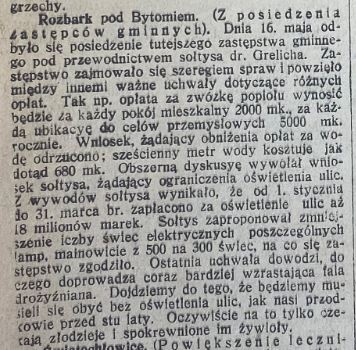 grzechy.
Rozbark pod Bytomiem. (Z posiedzenia
zastępców gminnych). Dnia 16. maja od-
było się posiedzenie tutejszego zastępstwa gminne-
go pod przewodnictwem sołtysa dr. Grelicha. Za-
stępstwo zajmowało się szeregiem spraw i powzięło
między innemi ważne uchwały dotyczące różnych
opłat. Tak np. opłata za zwózkę popiołu wynosić
będzie za każdy pokój mieszkalny 2000 mk., za każ-
dą ubikacyę do celów przemysłowych 5000 mk.
rocznie. Wniosek, żądający obniżenia opłat za wo-
dę odrzucono; sześcienny metr wody kosztuje jak
dotąd 680 mk. Obszerną dyskusyę wywołał wnio-
sek sołtysa, żądający ograniczenia oświetlenia ulic.
Z wywodów sołtysa wynikało, że od 1. stycznia
do 31. marca br. zapłacono za oświetlenie ulic aż
18 milionów marek. Sołtys zaproponował zmniej-
szenie iczby świec elektrycznych poszczególnych
lamp, mainowicie z 500 na 300 świec, na co się za-
stępstwo zgodziło. Ostatnia uchwała dowodzi, do
czego doprowadza coraz bardziej wzrastająca fala
drożyźniana. Dojdziemy do tego, że będziemy mu-
sieli się obyć bez oświetlenia ulic, jak nasi przod-
kowie przed stu laty. Oczywiście na to tylko cze-
kają złodzieje i spokrewnione im żywioły.
(Powiększenie leczni-